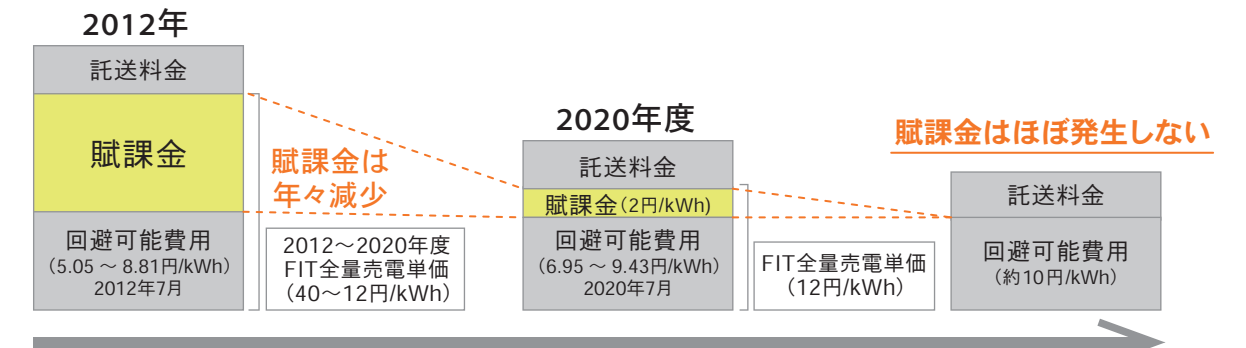 2012年
託送料金
賦課金
回避可能費用
（5.05 ～ 8.81円/kWh）
2012年7月
賦課金は
年々減少
2012～2020年度
FIT全量売電単価
（40～12円/kWh）
2020年度
託送料金
賦課金（2円/kWh)
回避可能費用
（6.95 ～ 9.43円/kWh）
2020年7月
FIT全量売電単価
（12円/kWh）
賦課金はほぼ発生しない
託送料金
回避可能費用
（約10円/kWh）